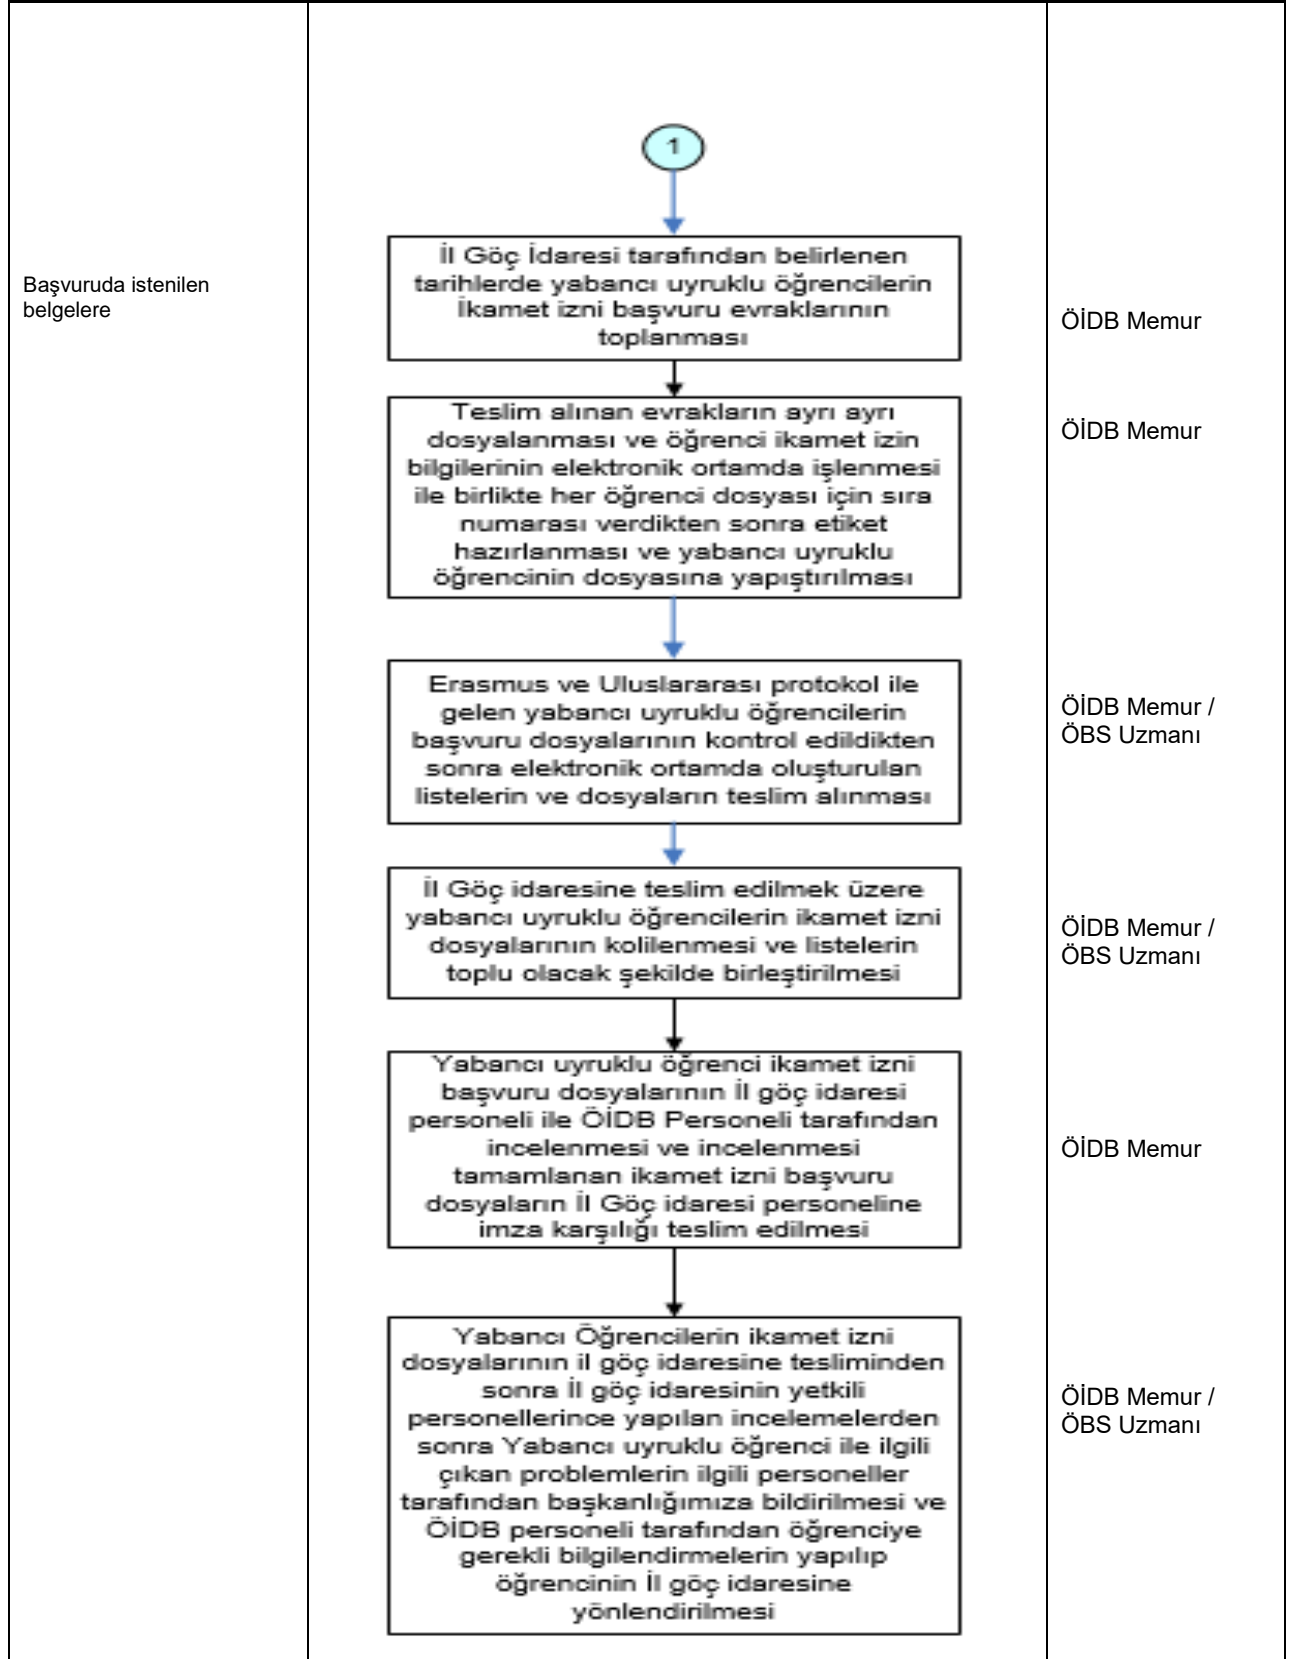 1
İl Göç İdaresi tarafından belirlenen
tarihlerde yabancı uyruklu öğrencilerin
İkamet izni başvuru evraklarının
toplanması
Başvuruda istenilen
belgelere
ÖİDB Memur
Teslim alınan evrakların ayrı ayrı
dosyalanması ve öğrenci ikamet izin
bilgilerinin elektronik ortamda işlenmesi
ile birlikte her öğrenci dosyası için sıra
numarası verdikten sonra etiket
hazırlanması ve yabancı uyruklu
öğrencinin dosyasına yapıştırılması
ÖİDB Memur
Erasmus ve Uluslararası protokol ile
gelen yabancı uyruklu öğrencilerin
başvuru dosyalarının kontrol edildikten
sonra elektronik ortamda oluşturulan
listelerin ve dosyaların teslim alınması
ÖİDB Memur /
ÖBS Uzmanı
İl Göç idaresine teslim edilmek üzere
yabancı uyruklu öğrencilerin ikamet izni
dosyalarının kolilenmesi ve listelerin
toplu olacak şekilde birleştirilmesi
ÖİDB Memur /
ÖBS Uzmanı
Yabancı uyruklu öğrenci ikamet izni
başvuru dosyalarının İl göç idaresi
personeli ile ÖİDB Personeli tarafından
incelenmesi ve incelenmesi
tamamlanan ikamet izni başvuru
dosyaların İl Göç idaresi personeline
imza karşılığı teslim edilmesi
ÖİDB Memur
Yabancı Öğrencilerin ikamet izni
dosyalarının il göç idaresine tesliminden
sonra İl göç idaresinin yetkili
personellerince yapılan incelemelerden
sonra Yabancı uyruklu öğrenci ile ilgili
çıkan problemlerin ilgili personeller
tarafından başkanlığımıza bildirilmesi ve
ÖİDB personeli tarafından öğrenciye
gerekli bilgilendirmelerin yapılıp
öğrencinin İl göç idaresine
yönlendirilmesi
ÖİDB Memur /
ÖBS Uzmanı